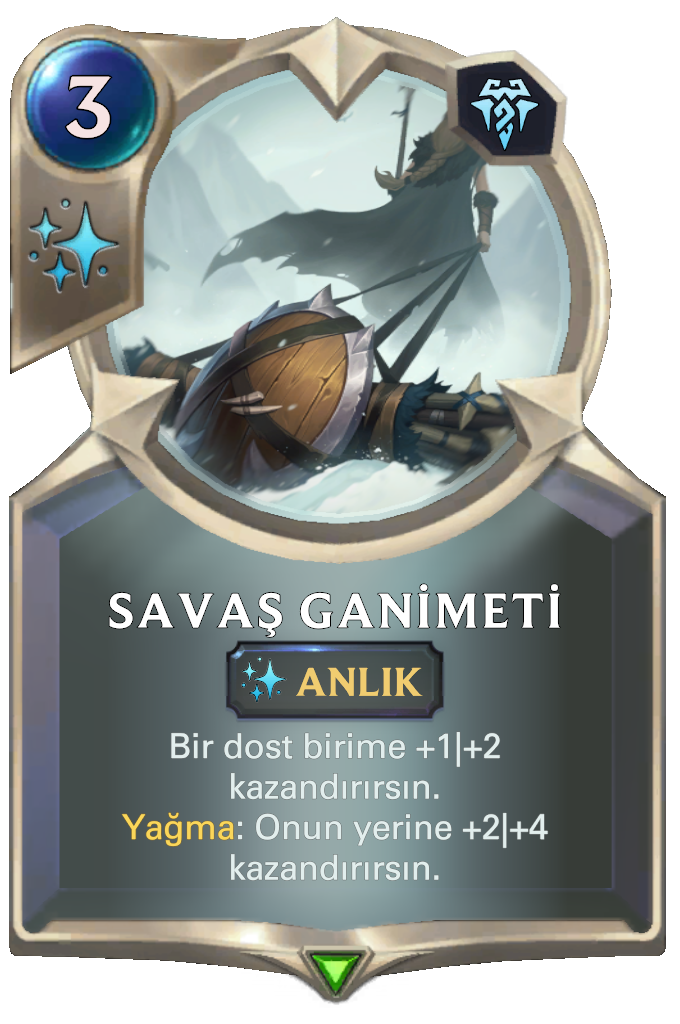 3
SAVAŞ GANİMETİ
ANLIK
Bir dost birime +1|+2
kazandırırsın.
Yağma: Onun yerine +2|+4
kazandırırsın.